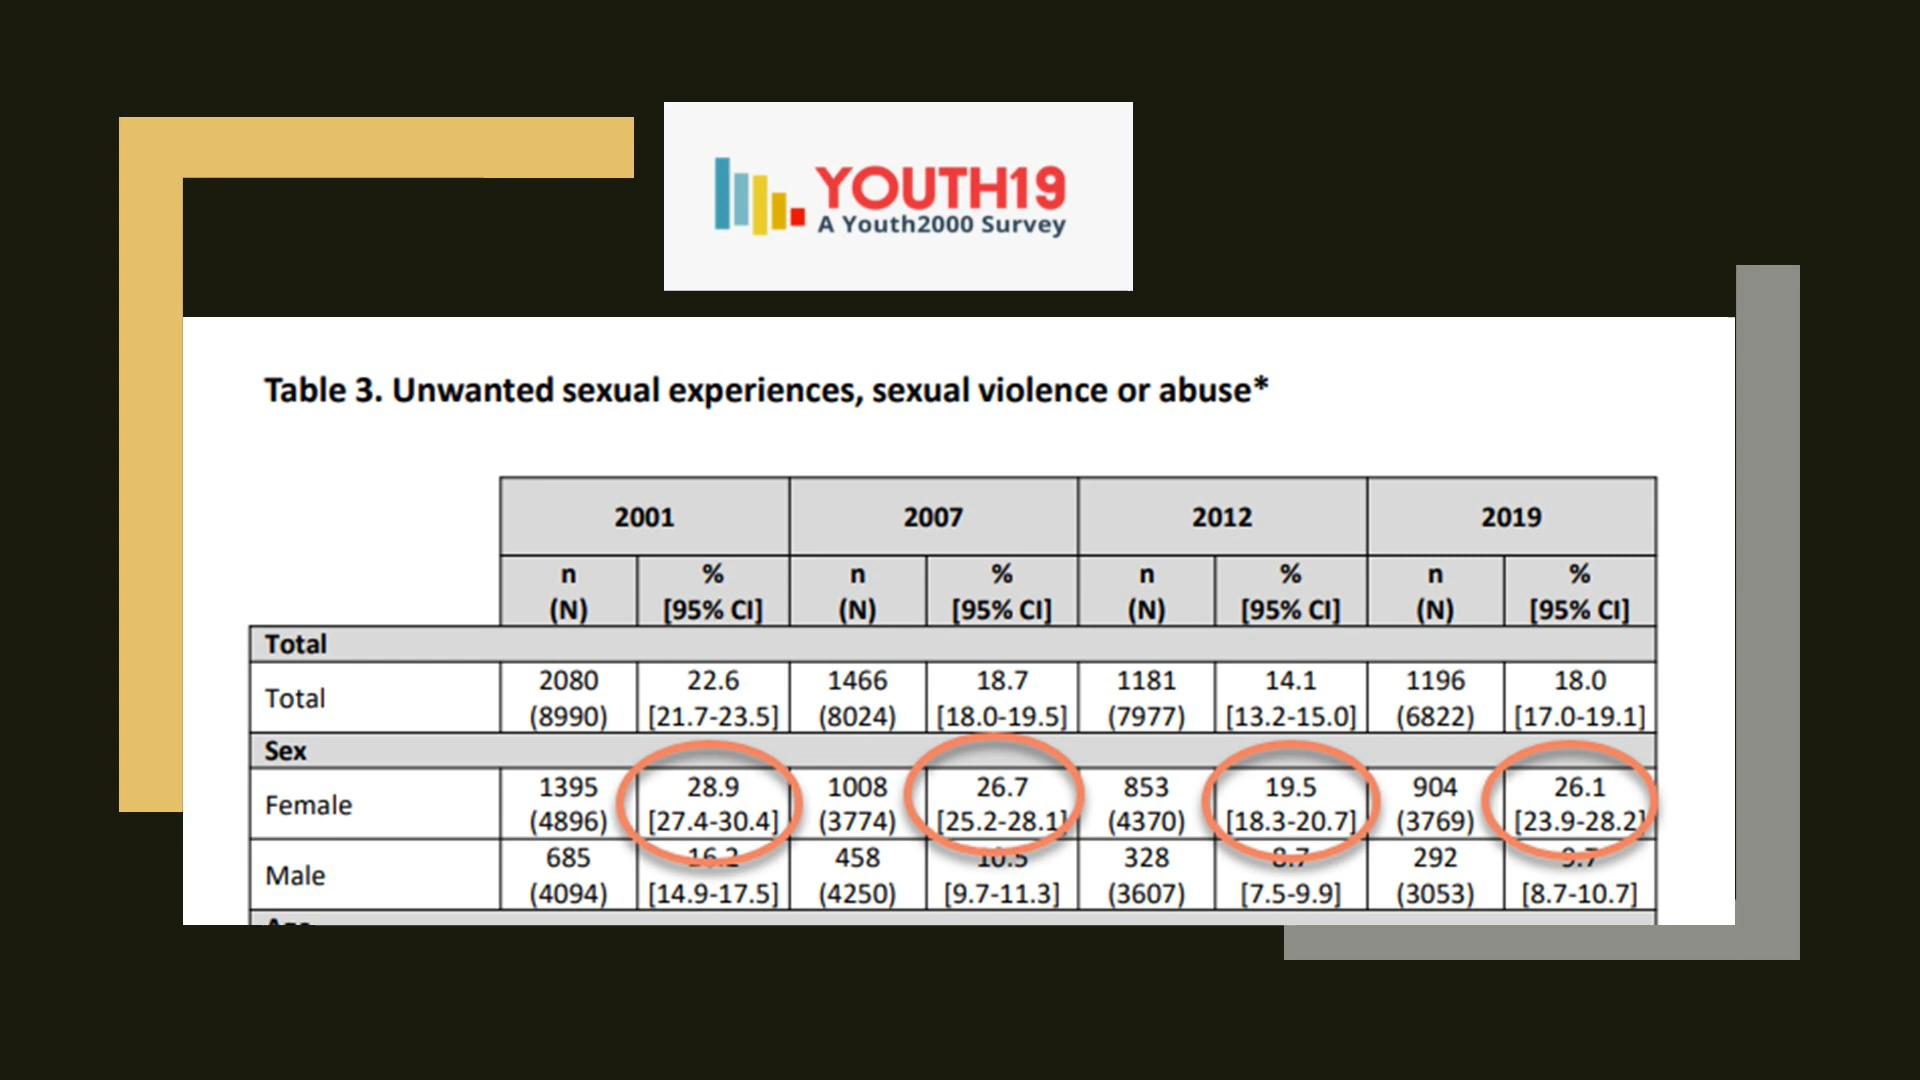 YOUTH19
A Youth2000 Survey
Table 3. Unwanted sexual experiences, sexual violence or abuse*
2001 2007 2012 2019
n % n % n % n %
(N) [95% CI] (N) [95% CI] (N) [95% CI] (N) [95% CI]
Total
Total 2080 22.6 1466 18.7 1181 14.1 1196 18.0
(8990) [21.7-23.5] (8024) [18.0-19.5] (7977) [13.2-15.0] (6822) [17.0-19.1]
Sex
Female 1395 28.9 1008 26.7 853 19.5 904 26.1
(4896) [27.4-30.4] (3774) [25.2-28.1] (4370) [18.3-20.7] (3769) [23.9-28.2]
Male 685 16.2 458 10.5 328 8.7 292 9.7
(4094) [14.9-17.5] (4250) [9.7-11.3] (3607) [7.5-9.9] (3053) [8.7-10.7]